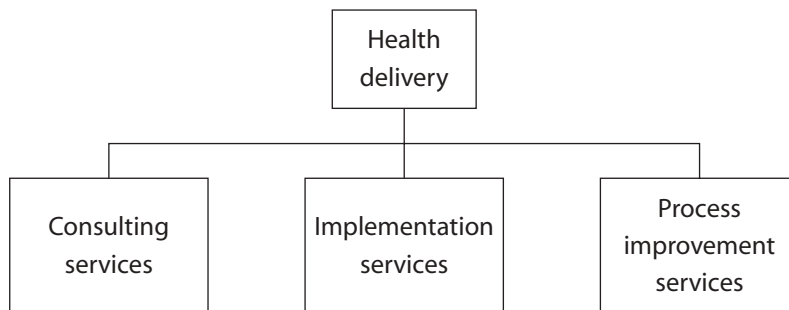 Health
delivery
Consulting
services
Implementation
services
Process
improvement
services